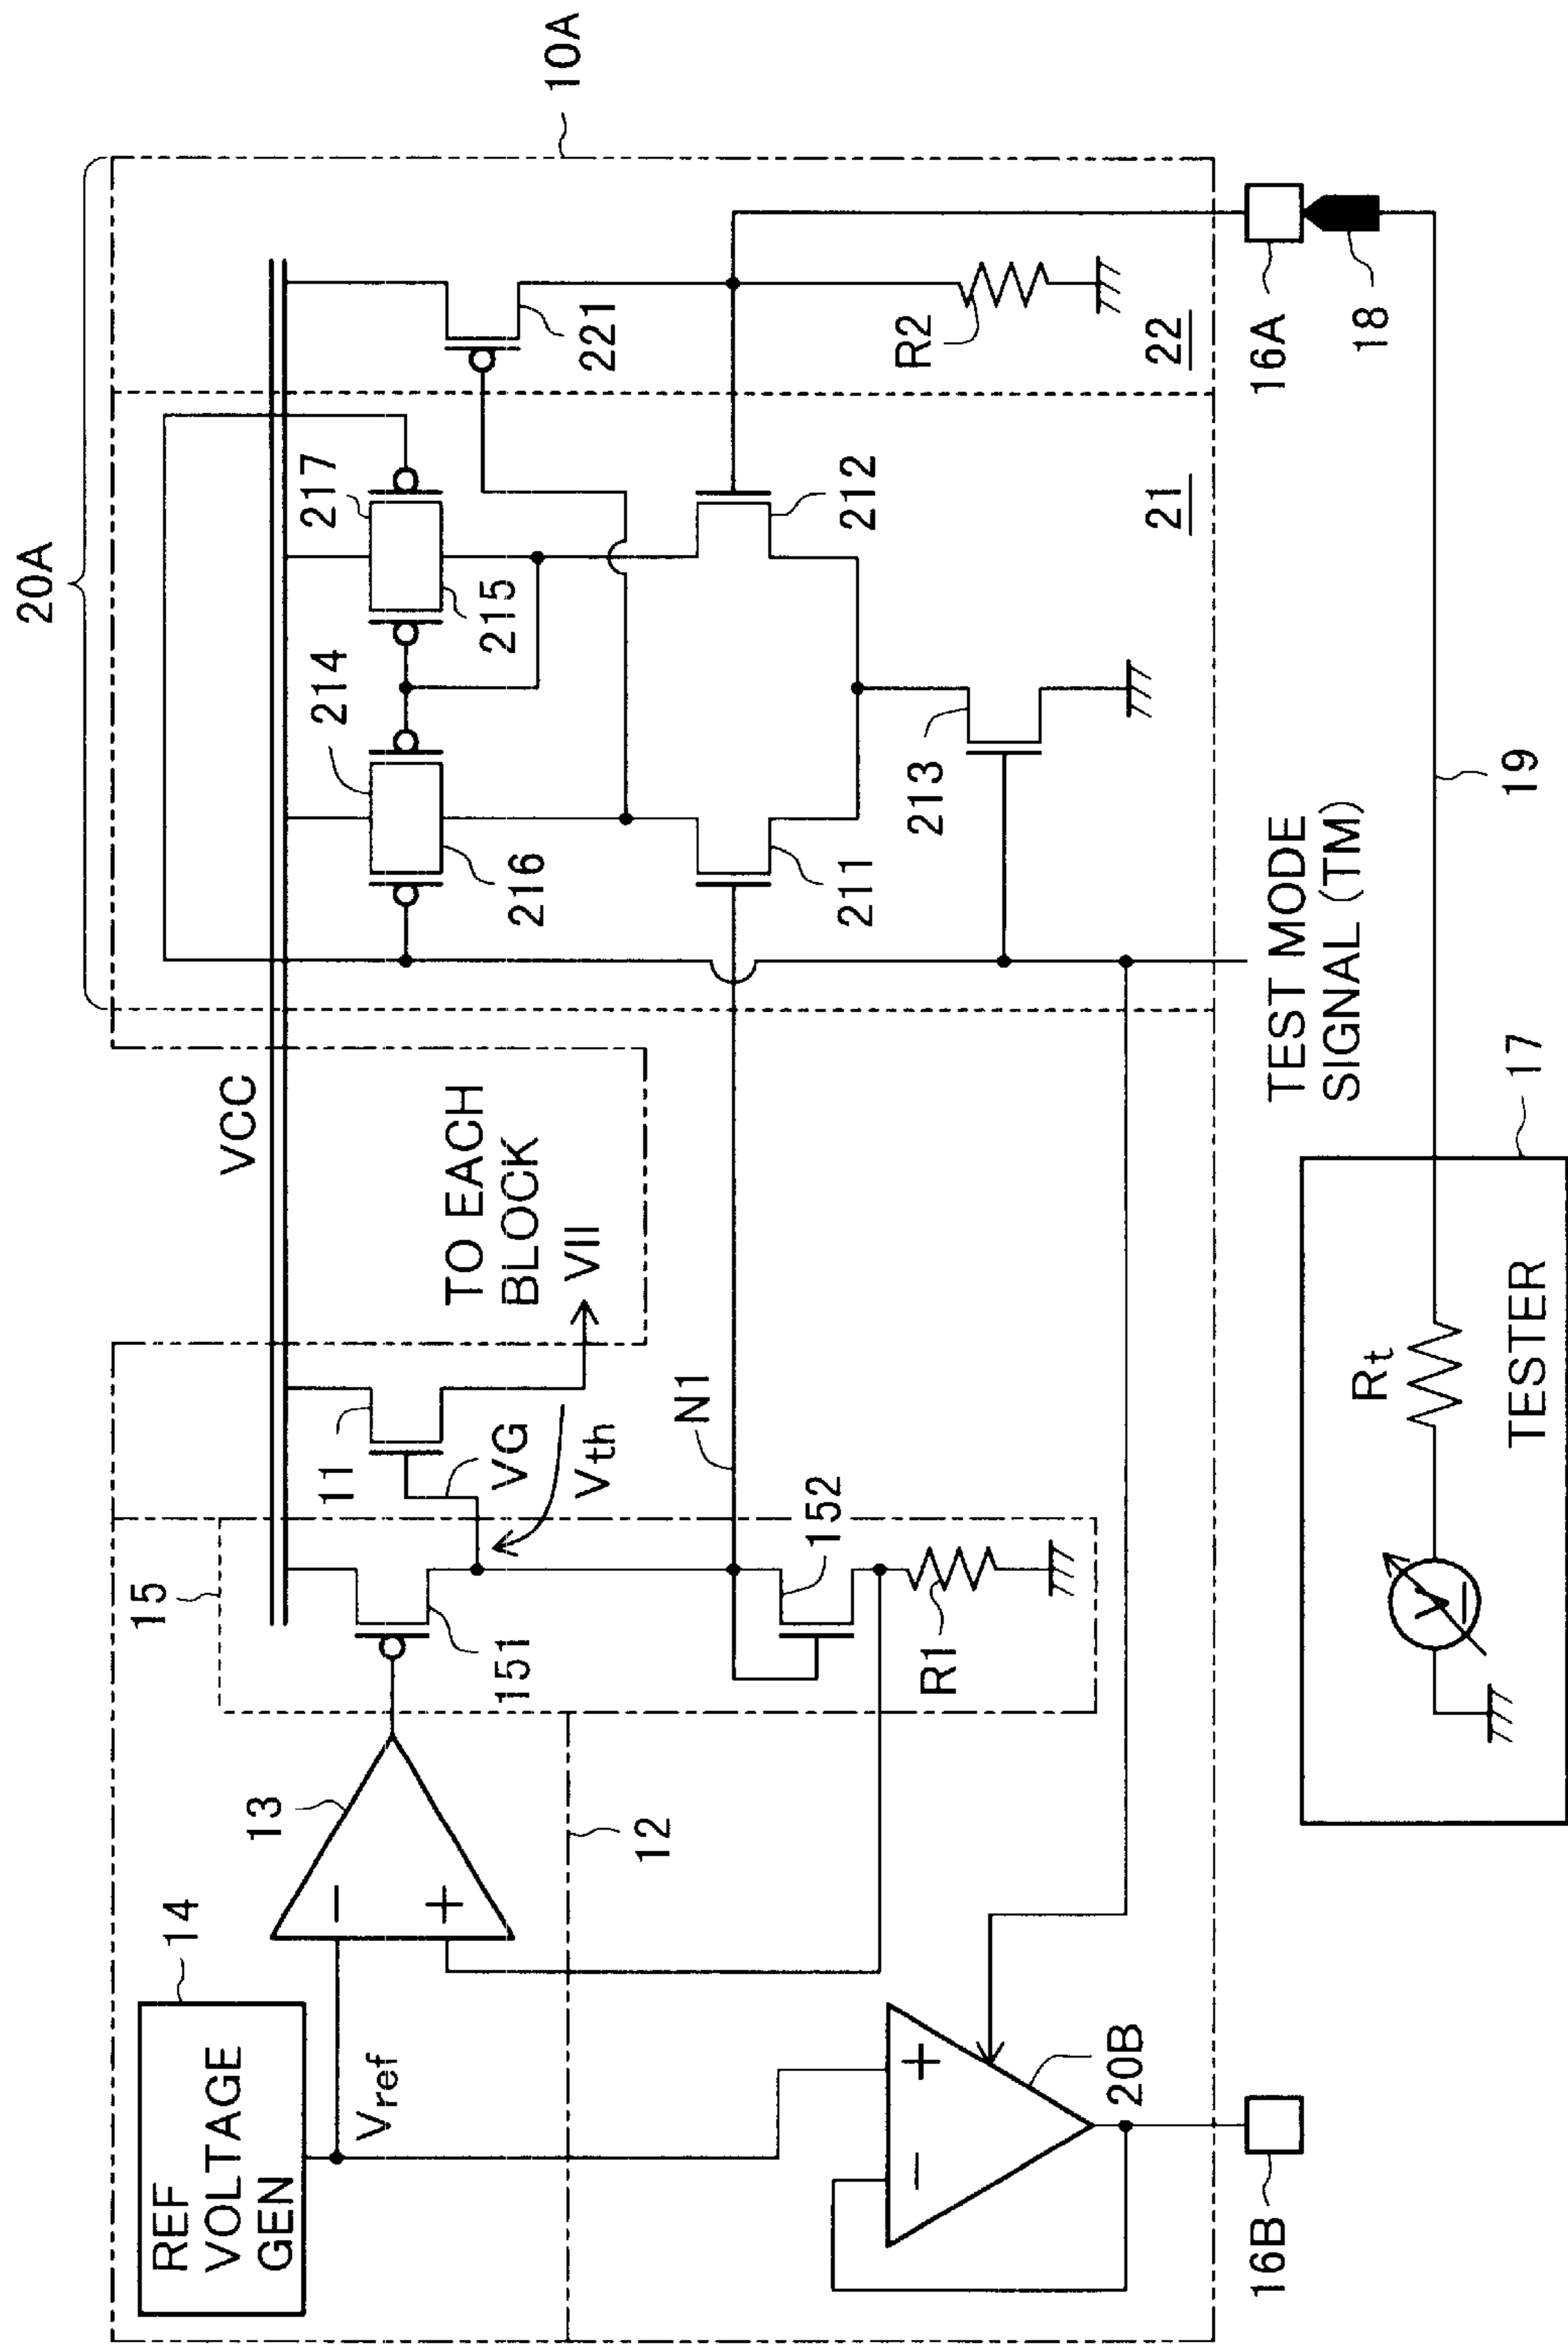 20A
10A
REF
VOLTAGE
GEN
14
13
15
VCC
214
217
Vref
151
11
VG
Vth
TO EACH
BLOCK
VII
216
215
221
12
N1
211
212
R2
152
R1
213
21
22
20B
16B
TEST MODE
SIGNAL (TM)
16A
18
V
Rt
TESTER
17
19